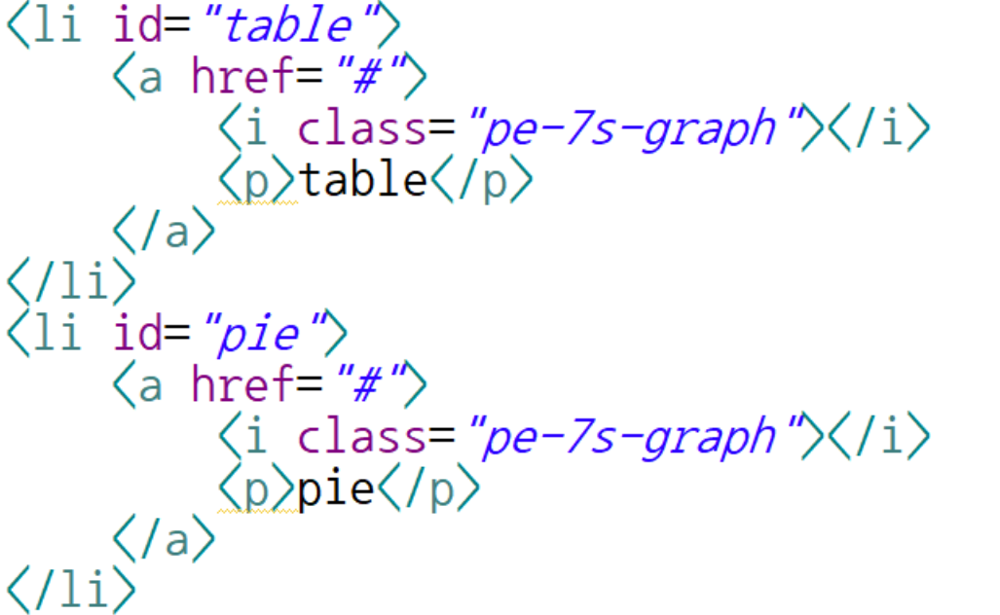 <li id="table">
<a href="#">
<i class="pe-7s-graph"></i>
<p>table</p>
</a>
</li>
<li id="pie">
<a href="#">
<i class="pe-7s-graph"></i>
<p>pie</p>
</a>
</li>